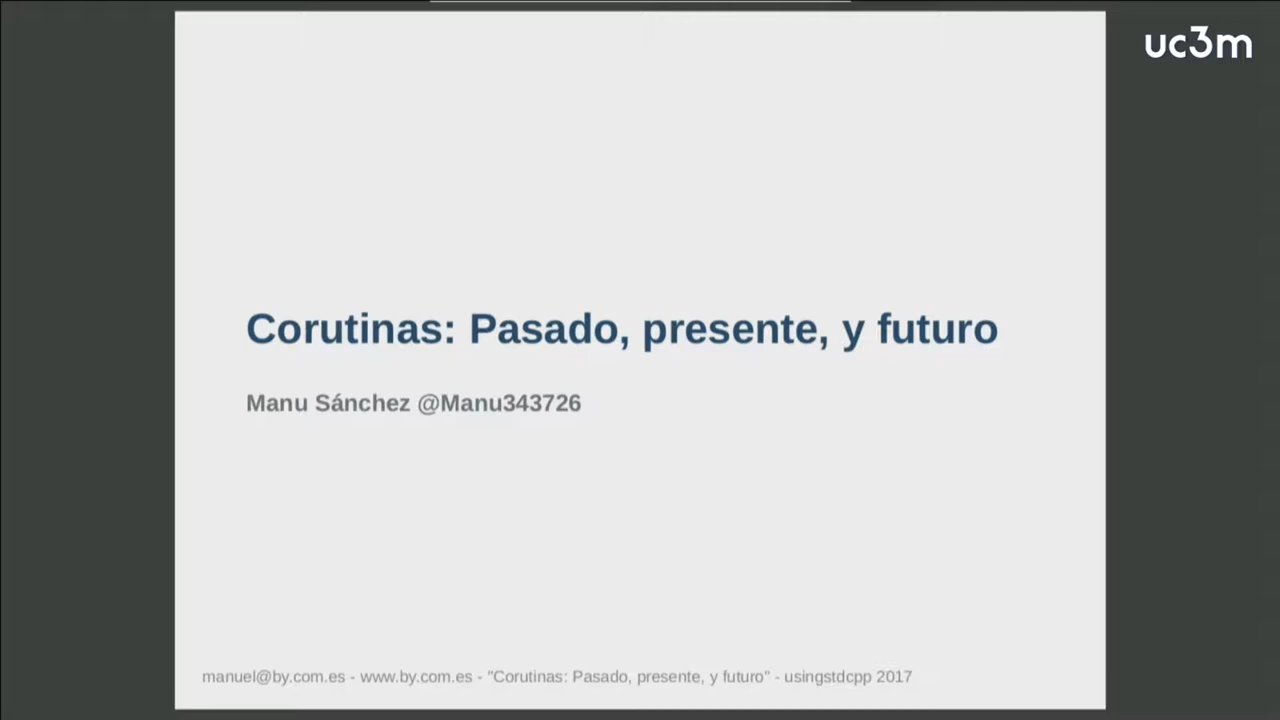 uc3m
Corutinas: Pasado, presente, y futuro
Manu Sánchez @Manu343726
manuel@by.com.es - www.by.com.es - "Corutinas: Pasado, presente, y futuro" - usingstdcpp 2017